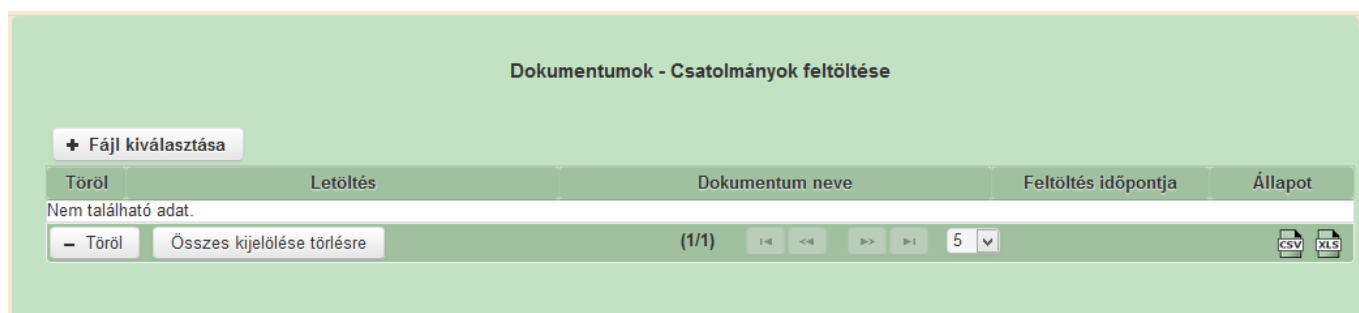 Dokumentumok - Csatolmányok feltöltése
+ Fájl kiválasztása
Töröl Letöltés Dokumentum neve Feltöltés időpontja Állapot
Nem található adat.
– Töröl Összes kijelölése törlésre (1/1) 5 CSV XLS